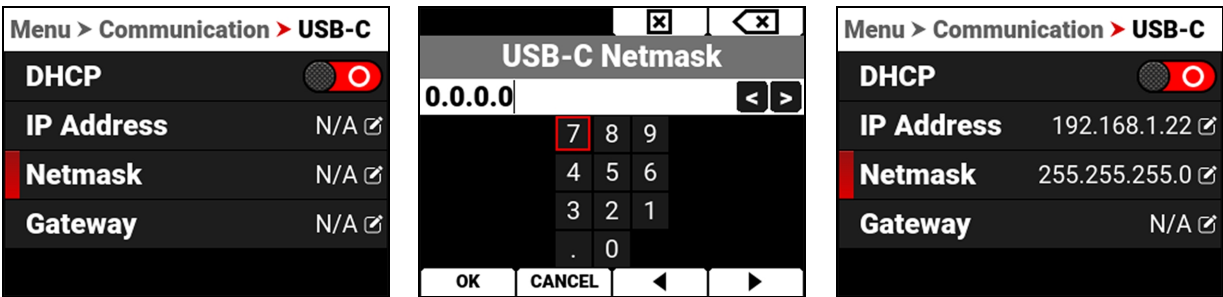 Menu > Communication > USB-C
DHCP
IP Address N/A
Netmask N/A
Gateway N/A
USB-C Netmask
0.0.0.0 < >
7 8 9
4 5 6
3 2 1
. 0
OK CANCEL
Menu > Communication > USB-C
DHCP
IP Address 192.168.1.22
Netmask 255.255.255.0
Gateway N/A